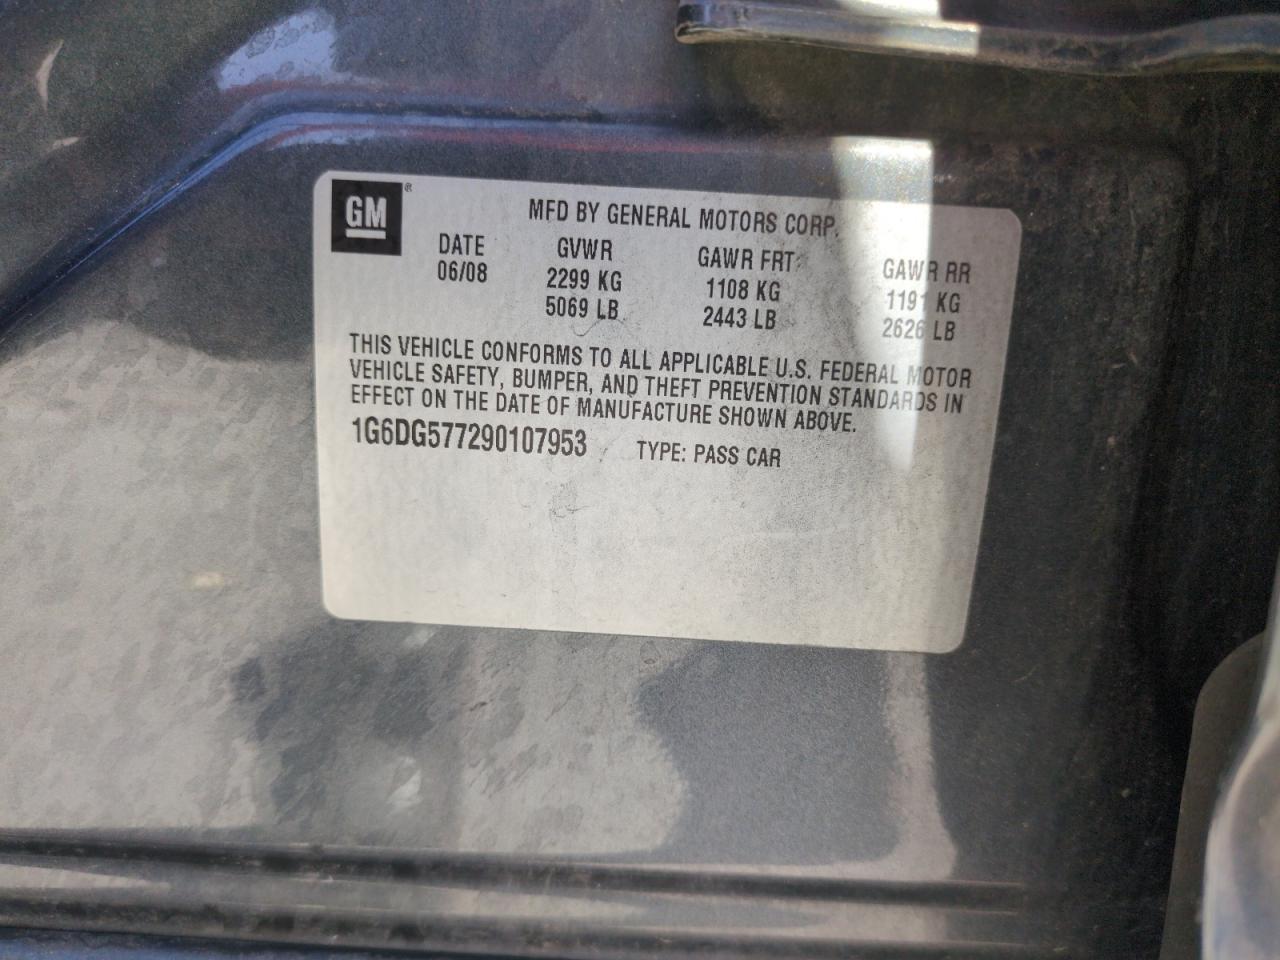 GM®
MFD BY GENERAL MOTORS CORP.
DATE GVWR GAWR FRT GAWR RR
06/08 2299 KG 1108 KG 1191 KG
5069 LB 2443 LB 2626 LB
THIS VEHICLE CONFORMS TO ALL APPLICABLE U.S. FEDERAL MOTOR
VEHICLE SAFETY, BUMPER, AND THEFT PREVENTION STANDARDS IN
EFFECT ON THE DATE OF MANUFACTURE SHOWN ABOVE.
1G6DG577290107953 TYPE: PASS CAR